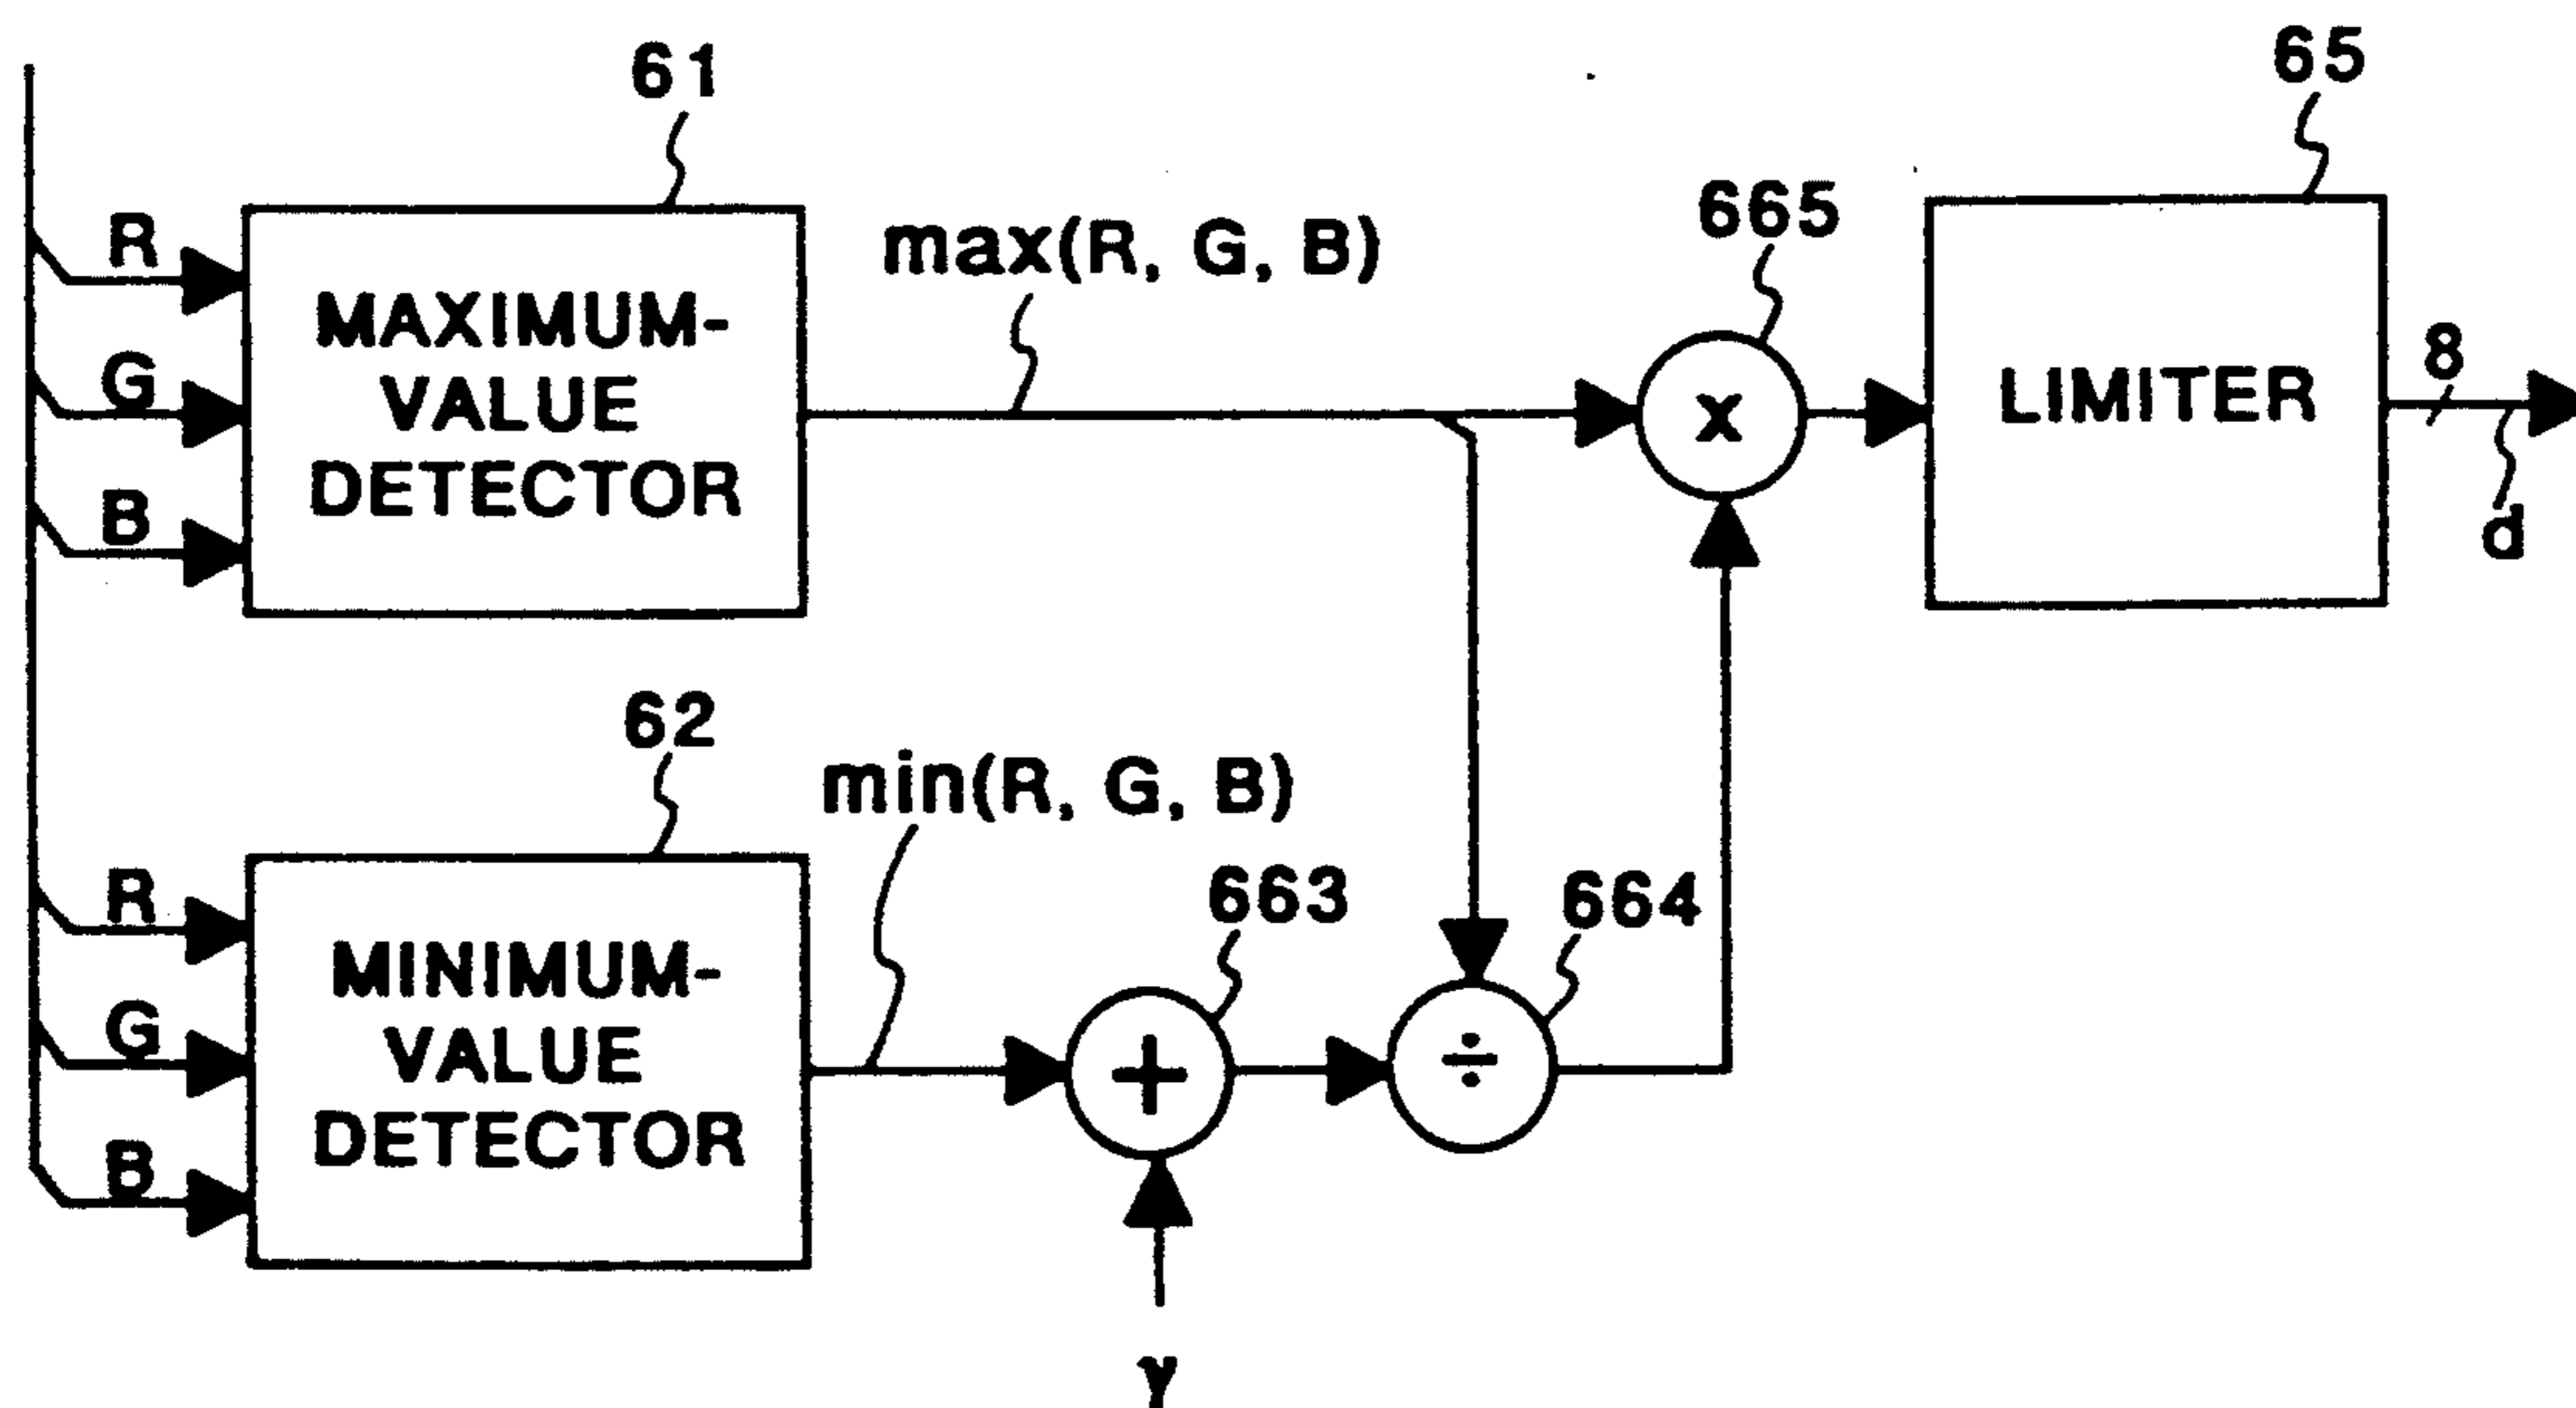 61
65
R
G
B
MAXIMUM-
VALUE
DETECTOR
max(R, G, B)
665
x
LIMITER
8
d
62
R
G
B
MINIMUM-
VALUE
DETECTOR
min(R, G, B)
663
+
664
÷
γ